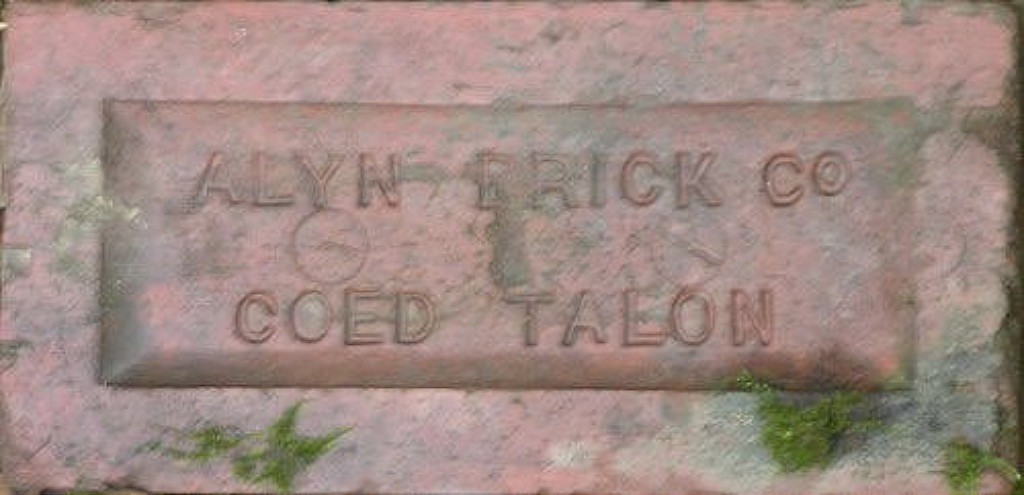 ALYN BRICK CO
COED TALON